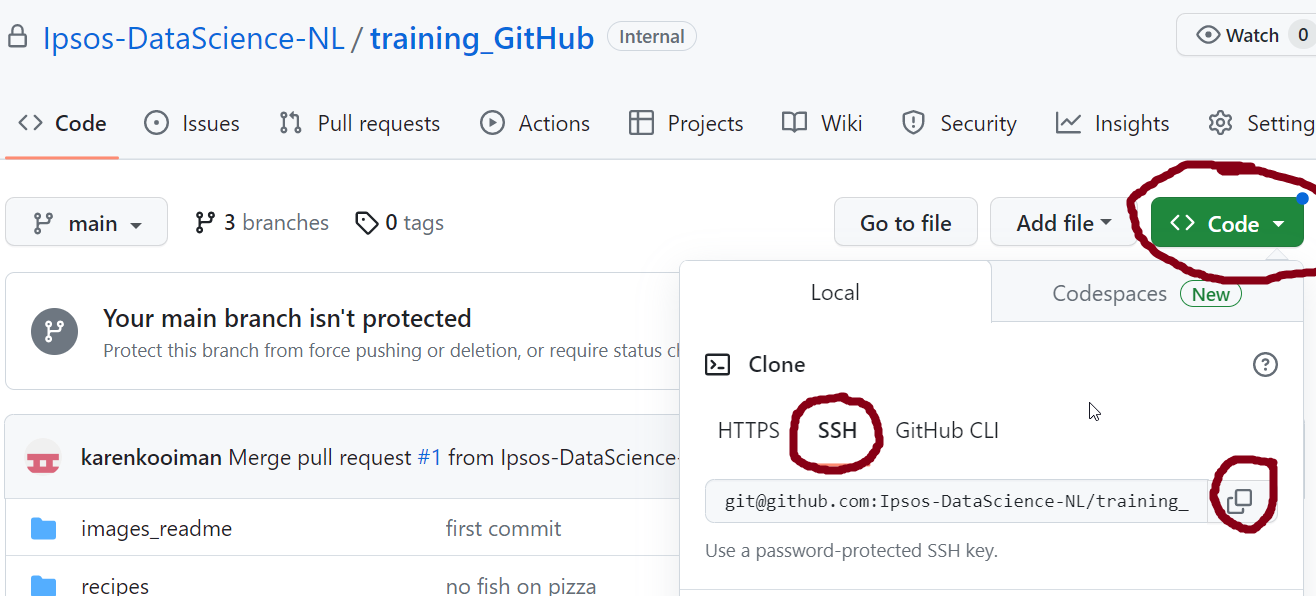 Ipsos-DataScience-NL / training_GitHub Internal Watch 0
Code Issues Pull requests Actions Projects Wiki Security Insights Setting
main 3 branches 0 tags Go to file Add file Code
Local Codespaces New
Your main branch isn't protected
Protect this branch from force pushing or deletion, or require status
Clone
HTTPS SSH GitHub CLI
karenkooiman Merge pull request #1 from Ipsos-DataScience-
git@github.com:Ipsos-DataScience-NL/training_
images_readme first commit
Use a password-protected SSH key.
recipes no fish on pizza